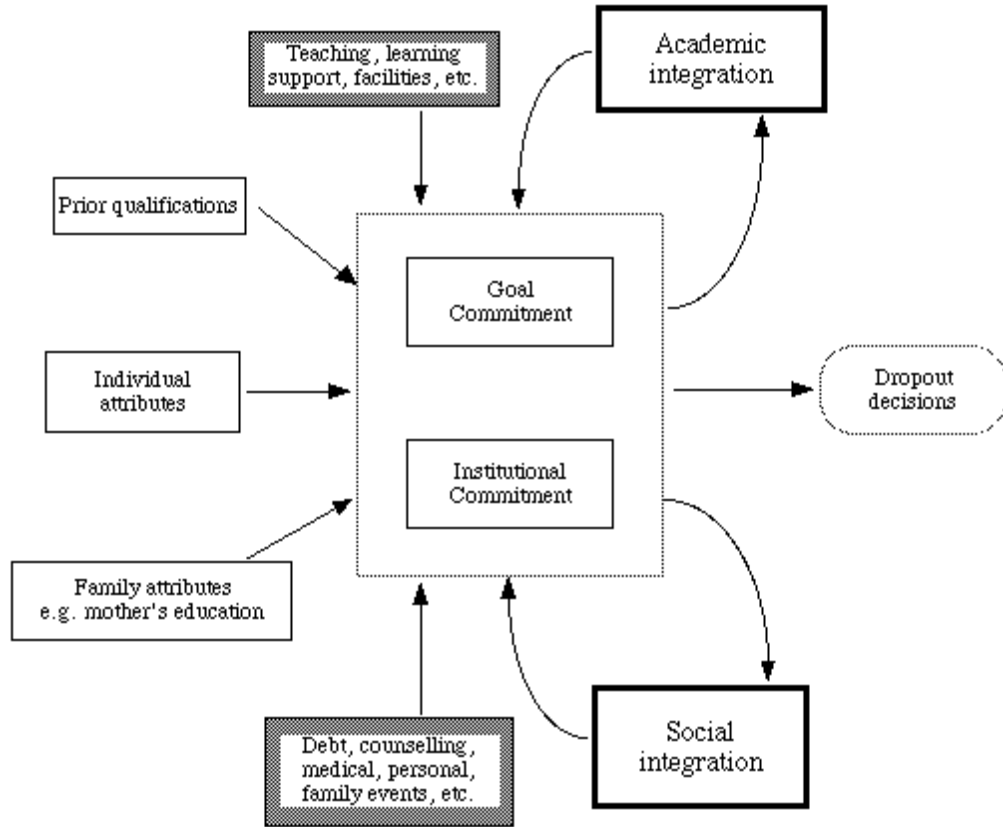 Teaching, learning
support, facilities, etc.
Academic
integration
Prior qualifications
Goal
Commitment
Individual
attributes
Dropout
decisions
Institutional
Commitment
Family attributes
e.g. mother's education
Debt, counselling,
medical, personal,
family events, etc.
Social
integration